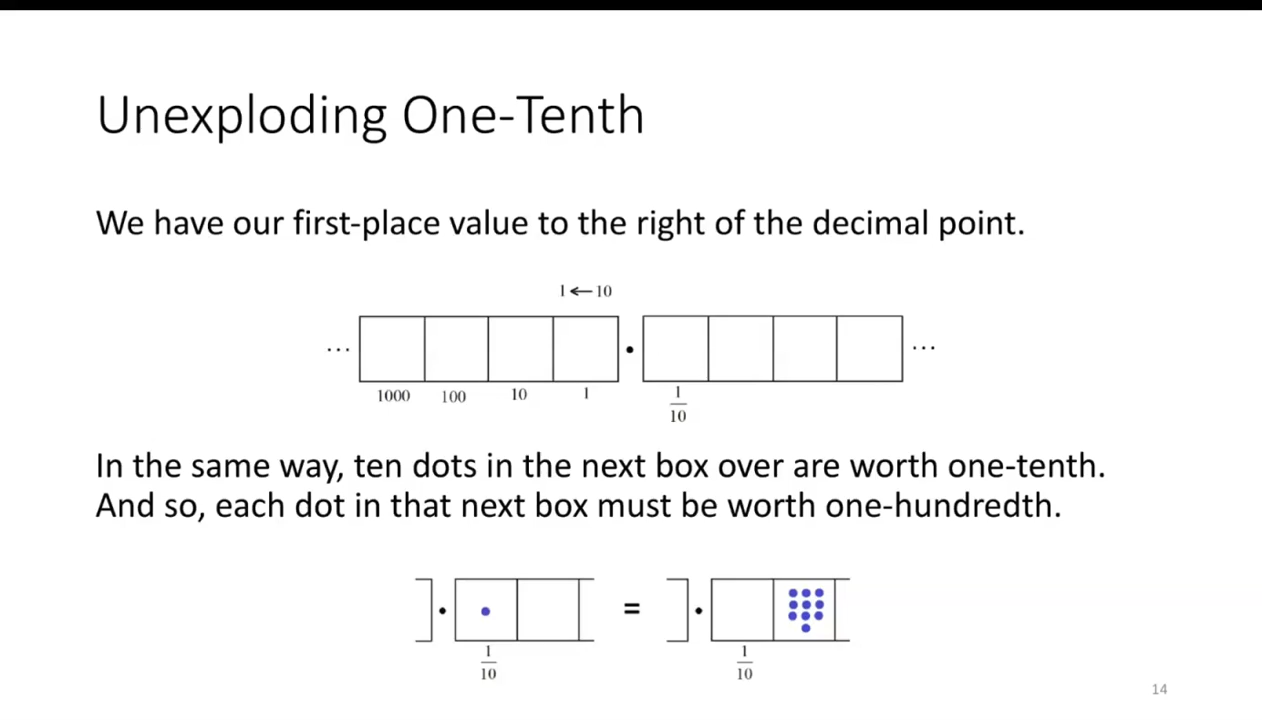 Unexploding One-Tenth
We have our first-place value to the right of the decimal point.
1 ← 10
... . ...
1000 100 10 1 1/10
In the same way, ten dots in the next box over are worth one-tenth.
And so, each dot in that next box must be worth one-hundredth.
. = .
1/10 1/10
14